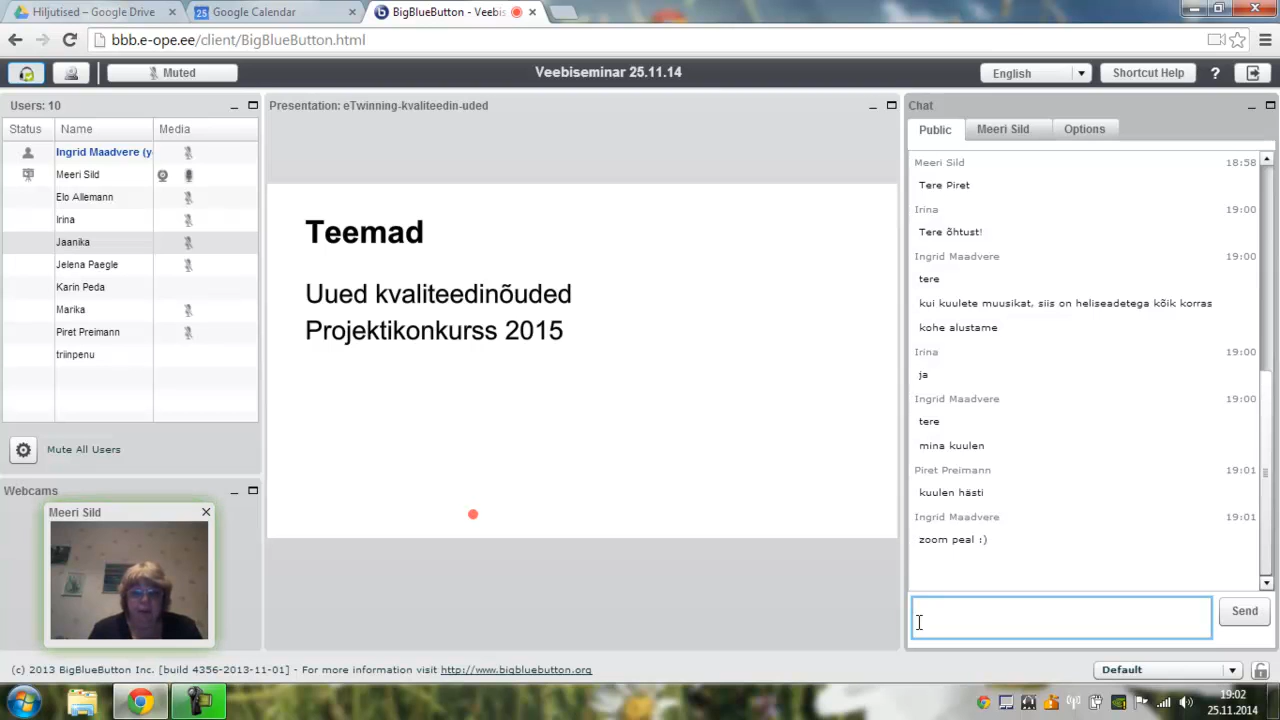 Hiljutised – Google Drive
Google Calendar
BigBlueButton - Veebis
bbb.e-ope.ee/client/BigBlueButton.html
Muted
Veebiseminar 25.11.14
English
Shortcut Help
?
Users: 10
Status Name Media
Ingrid Maadvere (y
Meeri Sild
Elo Allemann
Irina
Jaanika
Jelena Paegle
Karin Peda
Marika
Piret Preimann
triinpenu
Mute All Users
Webcams
Meeri Sild
Presentation: eTwinning-kvaliteedin-uded
Teemad
Uued kvaliteedinõuded
Projektikonkurss 2015
Chat
Public Meeri Sild Options
Meeri Sild 18:58
Tere Piret
Irina 19:00
Tere õhtust!
Ingrid Maadvere 19:00
tere
kui kuulete muusikat, siis on heliseadetega kõik korras
kohe alustame
Irina 19:00
ja
Ingrid Maadvere 19:00
tere
mina kuulen
Piret Preimann 19:01
kuulen hästi
Ingrid Maadvere 19:01
zoom peal :)
Send
(c) 2013 BigBlueButton Inc. [build 4356-2013-11-01] - For more information visit http://www.bigbluebutton.org
Default
19:02
25.11.2014